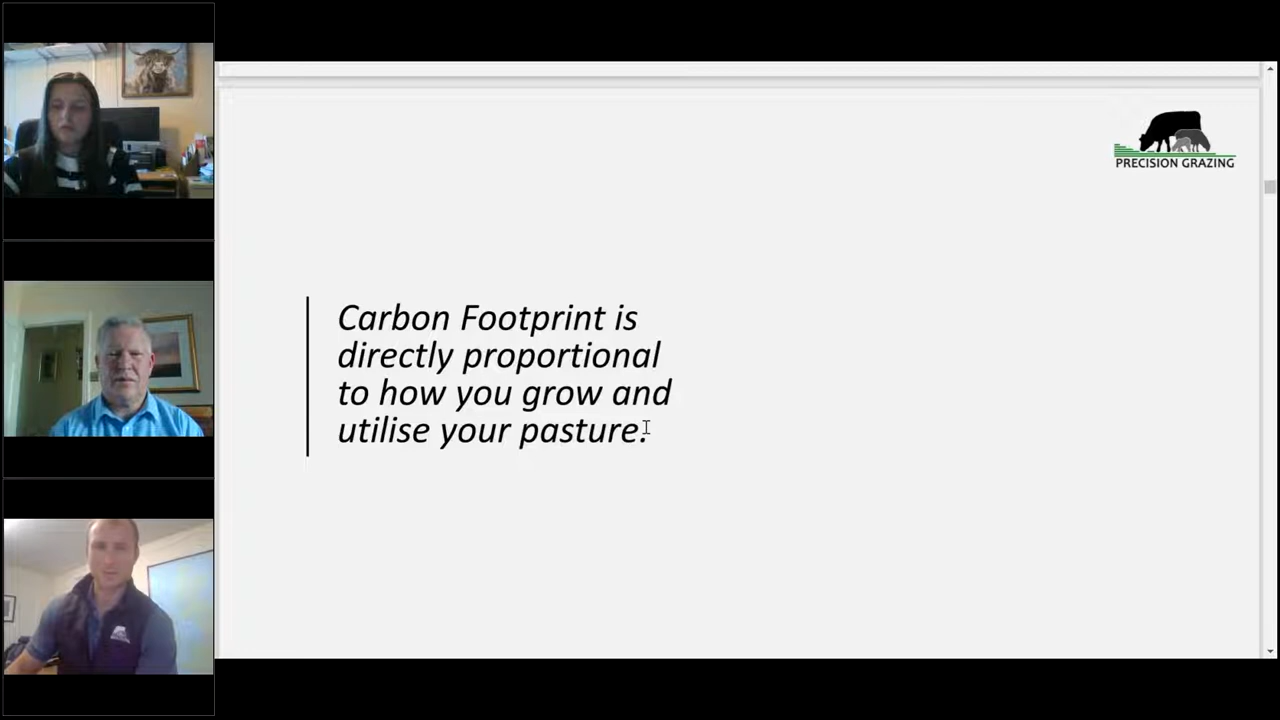 PRECISION GRAZING
Carbon Footprint is
directly proportional
to how you grow and
utilise your pasture.